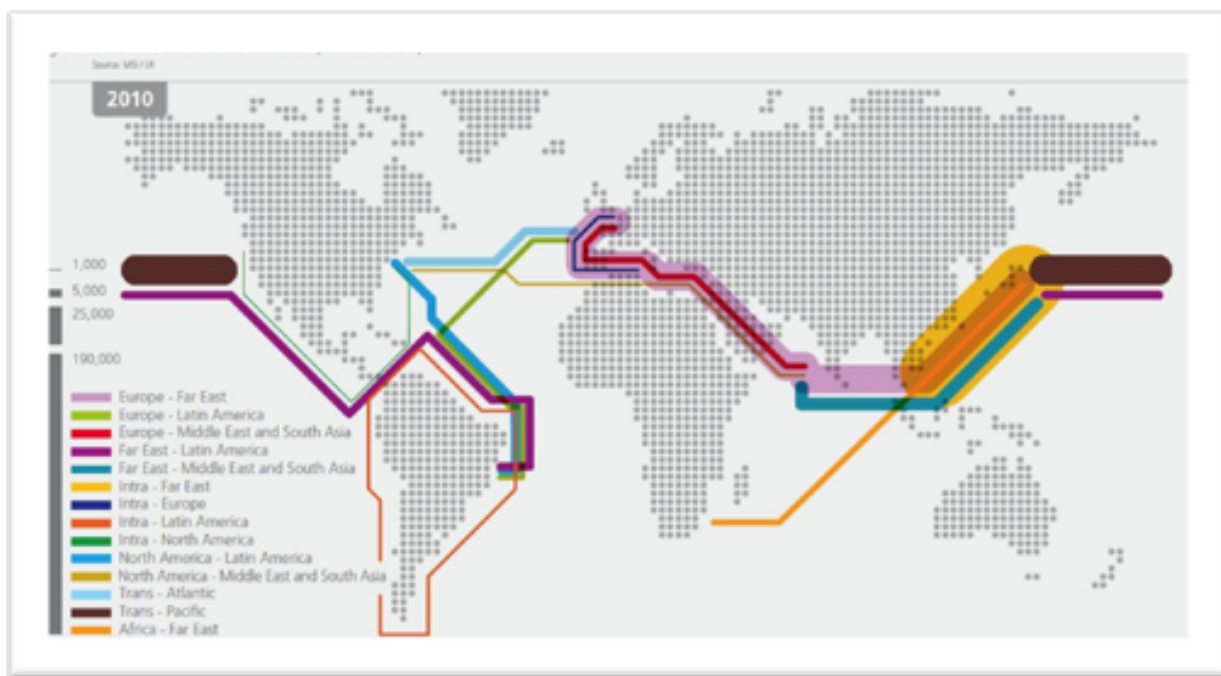 Source: MSI / LR
2010
1,000
5,000
25,000
190,000
Europe - Far East
Europe - Latin America
Europe - Middle East and South Asia
Far East - Latin America
Far East - Middle East and South Asia
Intra - Far East
Intra - Europe
Intra - Latin America
Intra - North America
North America - Latin America
North America - Middle East and South Asia
Trans - Atlantic
Trans - Pacific
Africa - Far East